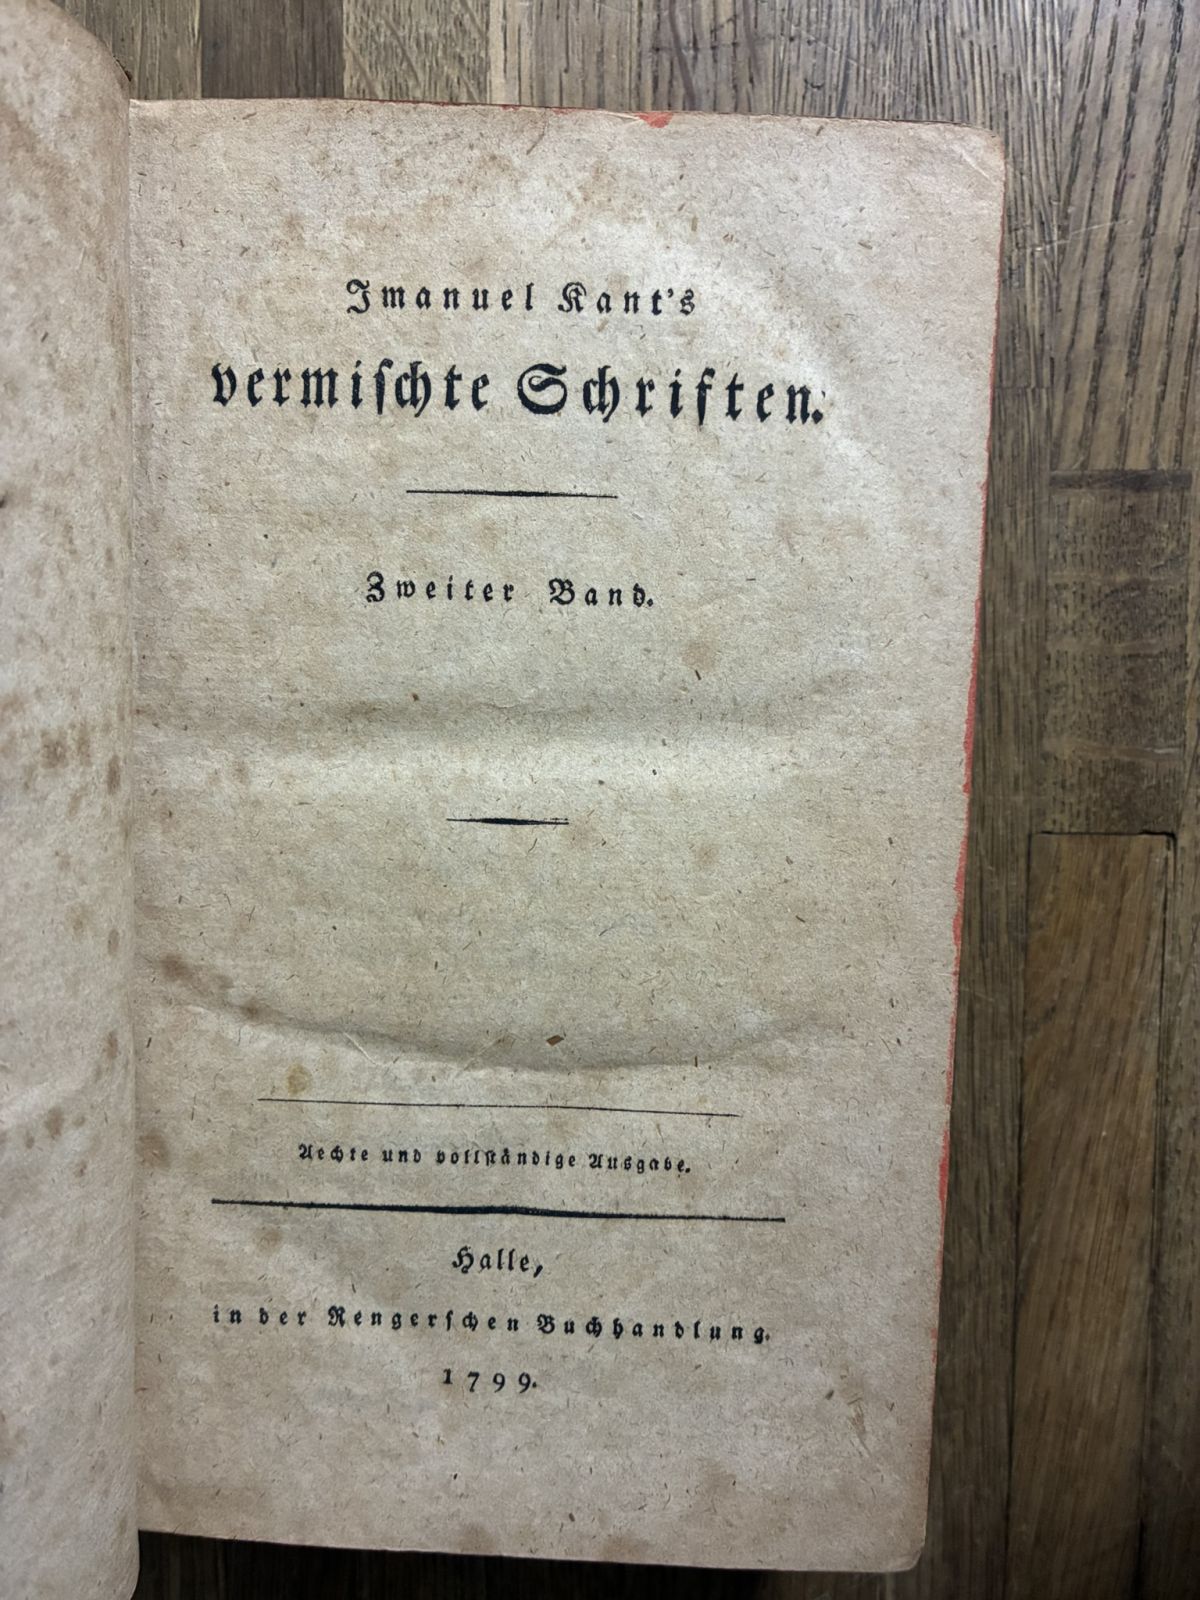 Imanuel Kant's
vermischte Schriften.
Zweiter Band.
Aechte und vollständige Ausgabe.
Halle,
in der Rengerschen Buchhandlung.
1799.